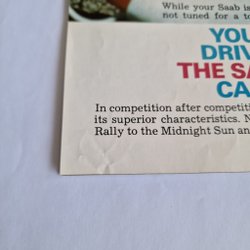 While your Saab is
not tuned for a t
YOU
DRIV
THE SA
CA
In competition after competiti
its superior characteristics. N
Rally to the Midnight Sun an